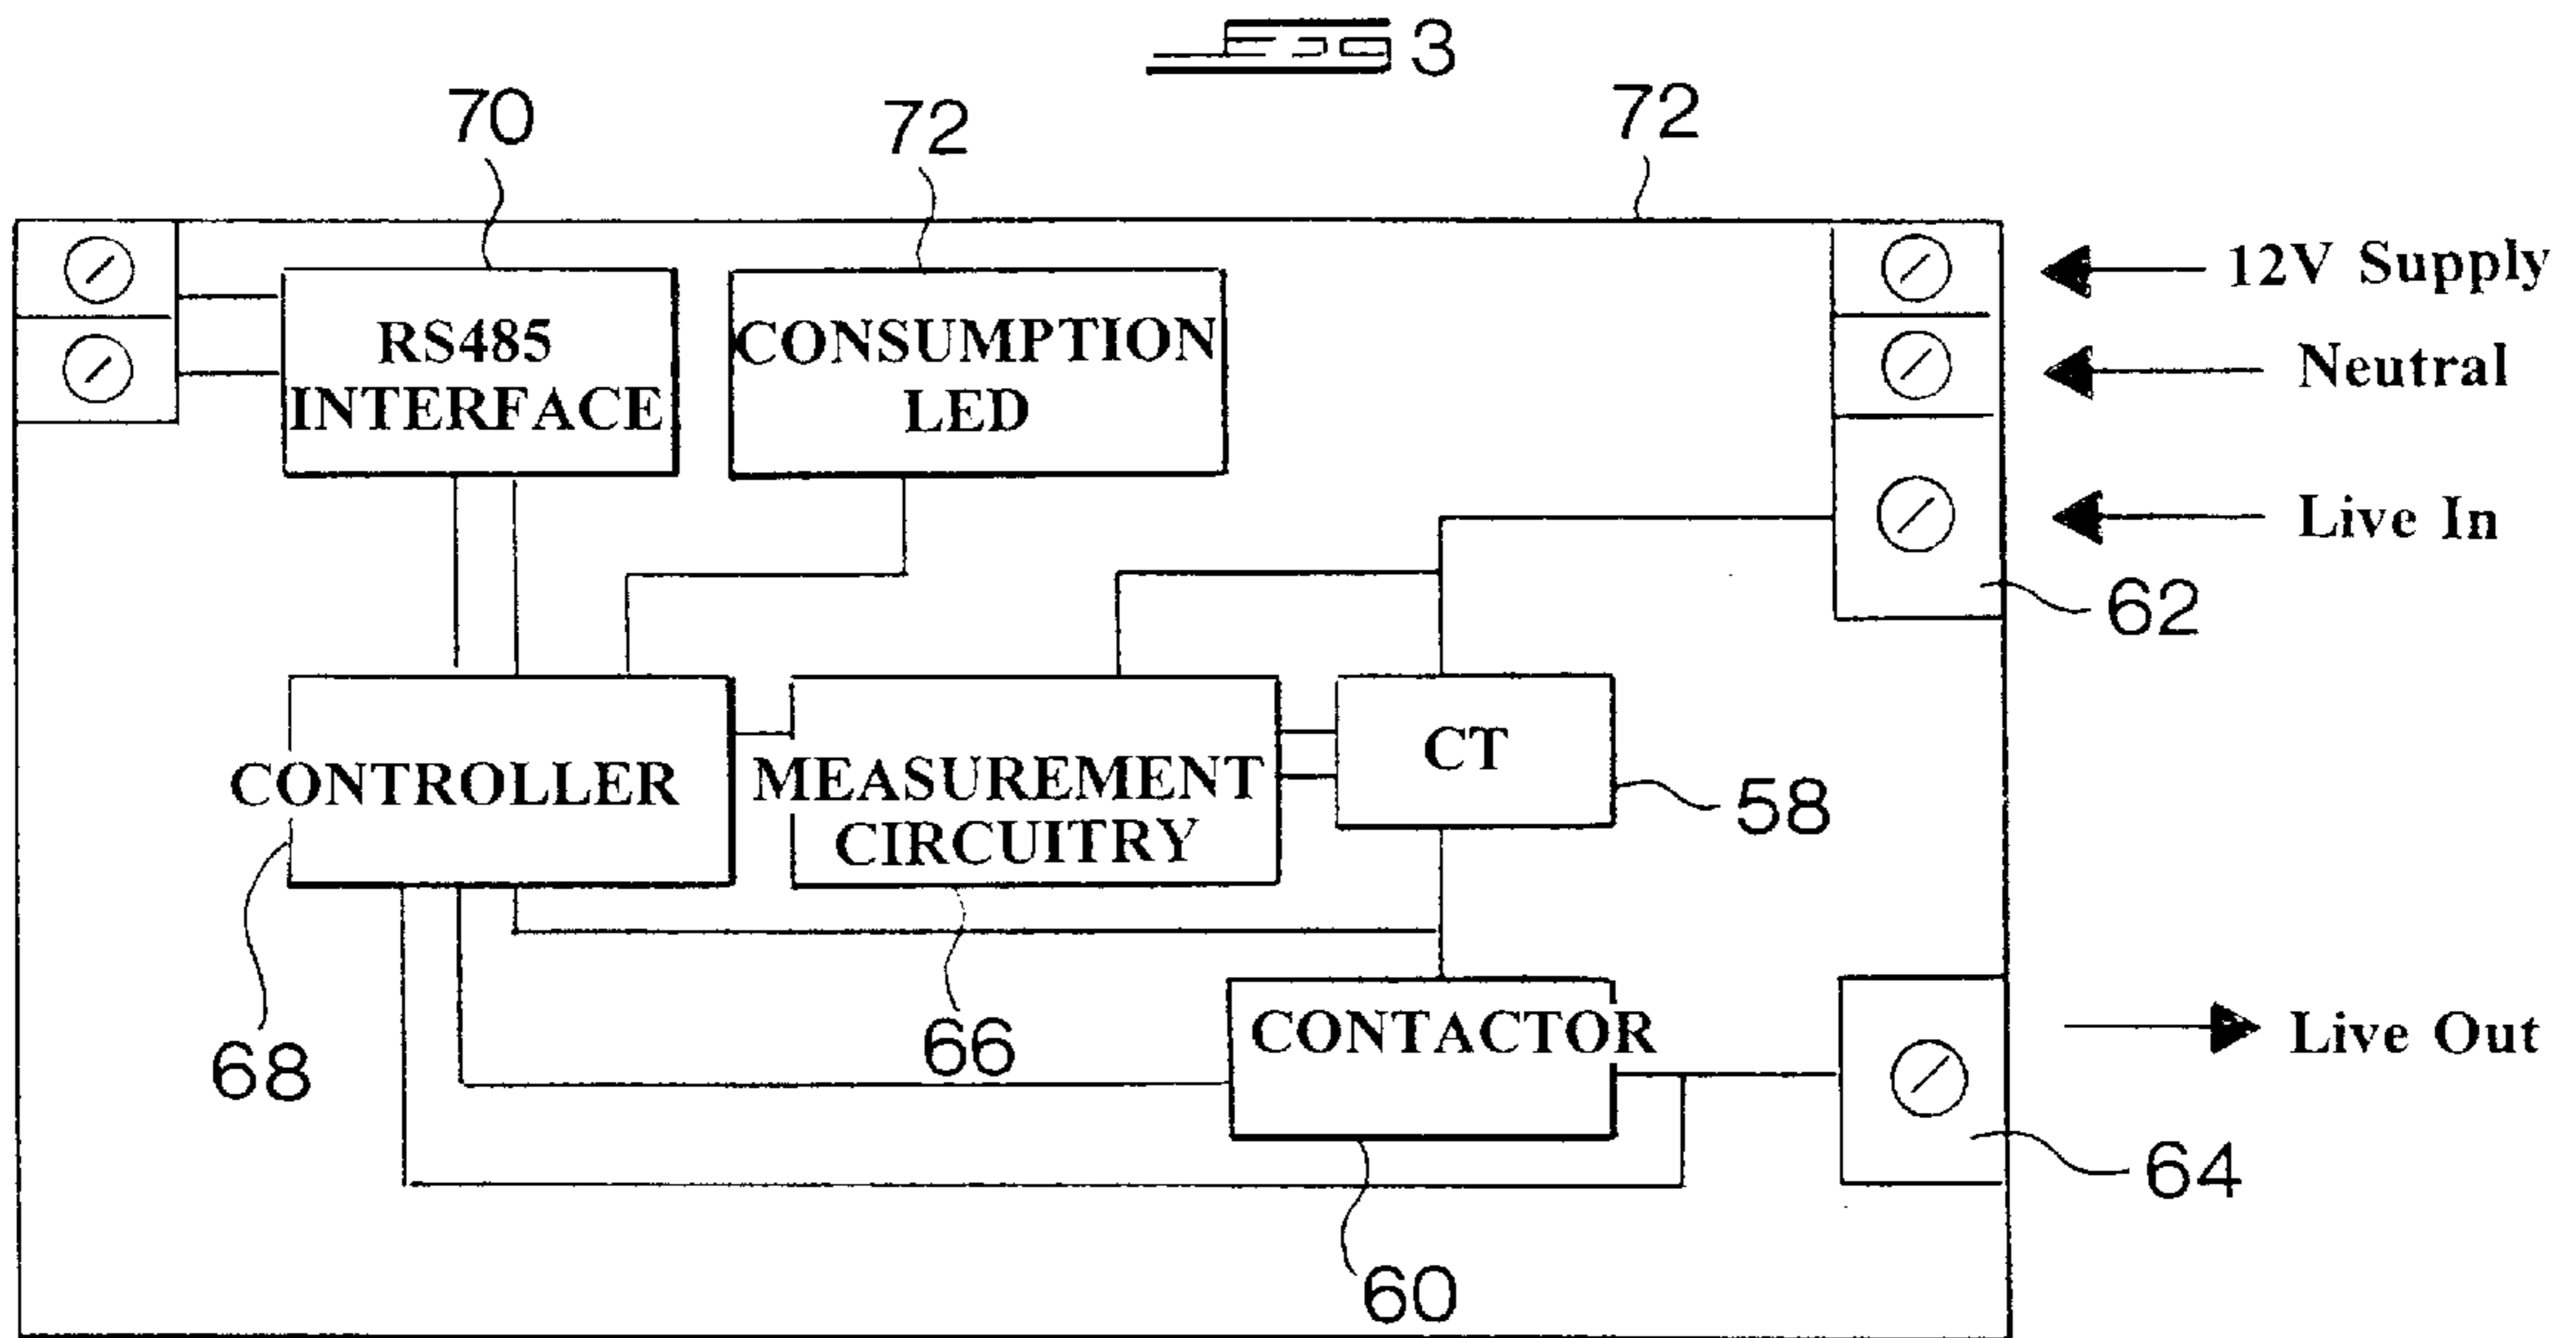 3
70
72
72
12V Supply
RS485
INTERFACE
CONSUMPTION
LED
Neutral
Live In
62
CONTROLLER
MEASUREMENT
CIRCUITRY
CT
58
68
66
CONTACTOR
Live Out
64
60